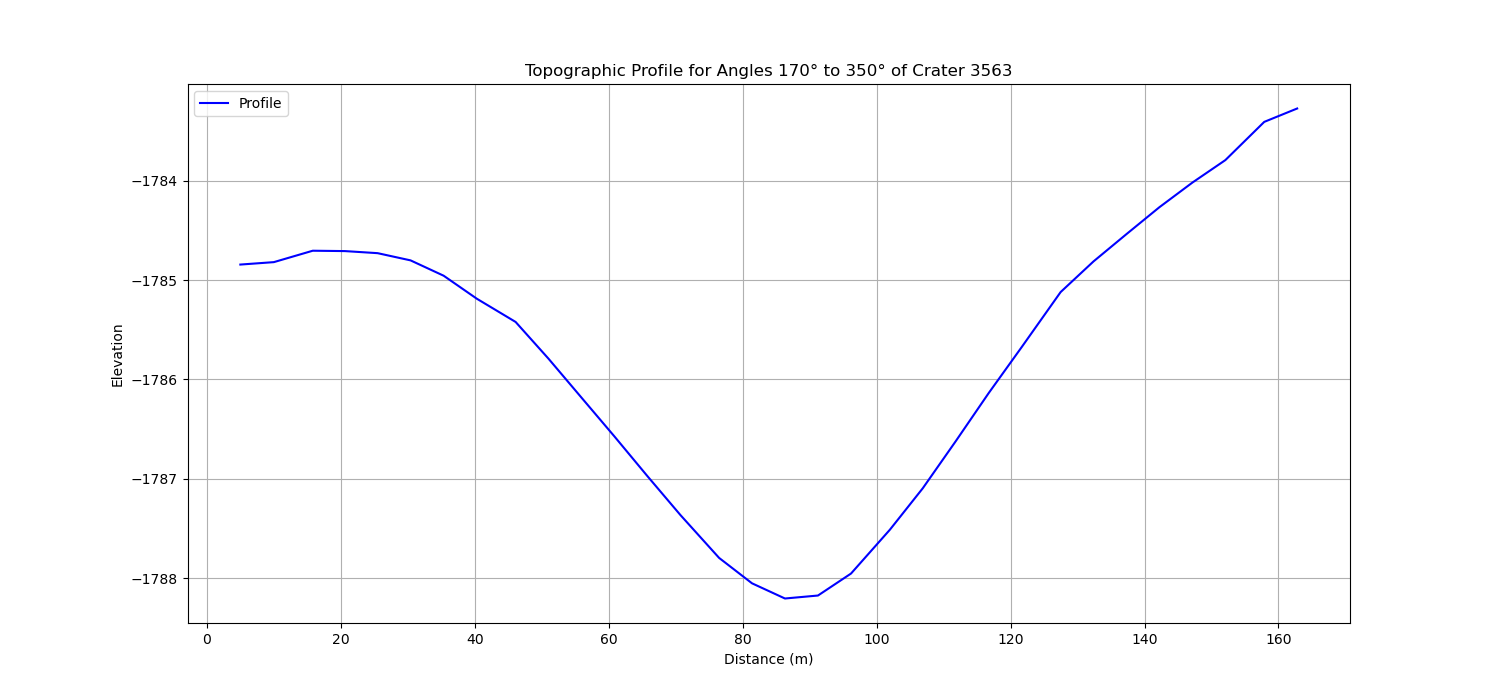 Topographic Profile for Angles 170° to 350° of Crater 3563
Profile
−1784
−1785
−1786
−1787
−1788
Elevation
0 20 40 60 80 100 120 140 160
Distance (m)